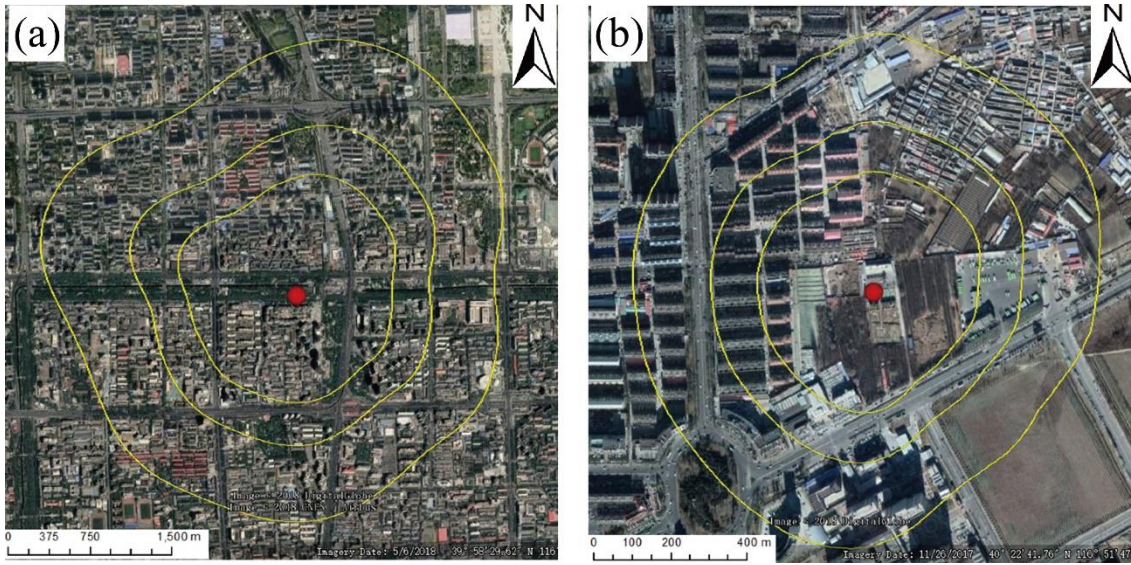 (a)
N
Image © 2018 DigitalGlobe
Image © 2018 CNES / Airbus
0 375 750 1,500 m
Imagery Date: 5/6/2018 39°58'29.62" N 116°
(b)
N
Image © 2018 DigitalGlobe
0 100 200 400 m
Imagery Date: 11/26/2017 40°22'41.76" N 116°51'47